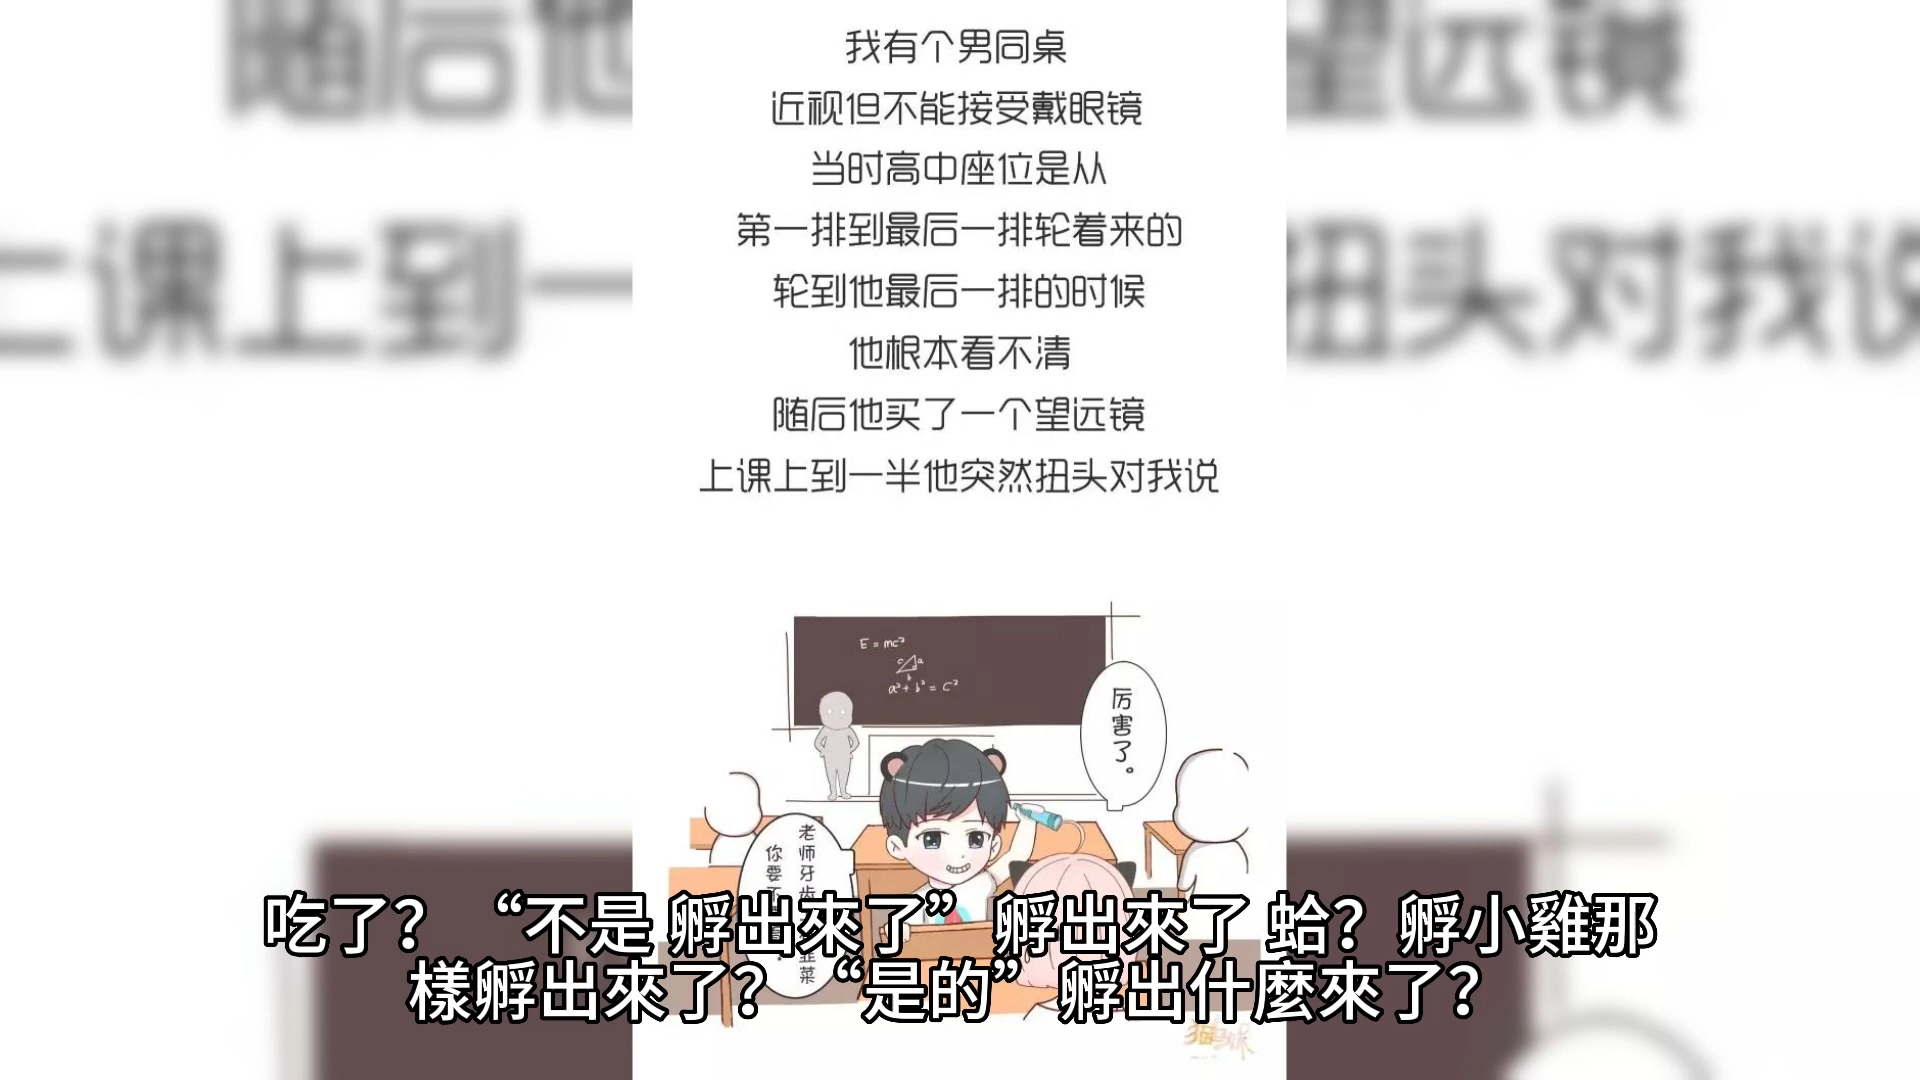 我有个男同桌
近视但不能接受戴眼镜
当时高中座位是从
第一排到最后一排轮着来的
轮到他最后一排的时候
他根本看不清
随后他买了一个望远镜
上课上到一半他突然扭头对我说
E = mc²
c a
b
a² + b² = c²
厉害了。
老师牙齿
韭菜
你要不
吃了？“不是 孵出來了” 孵出來了 蛤？孵小雞那
樣孵出來了？“是的” 孵出什麼來了？